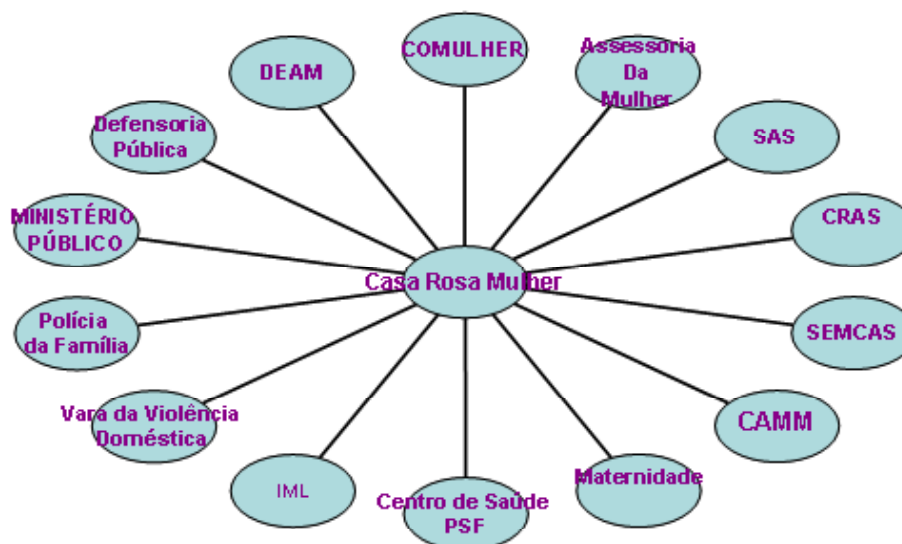 COMULHER
Assessoria
Da
Mulher
DEAM
SAS
Defensoria
Pública
CRAS
MINISTÉRIO
PÚBLICO
Casa Rosa Mulher
Polícia
da Família
SEMCAS
Vara da Violência
Doméstica
CAMM
Maternidade
IML
Centro de Saúde
PSF